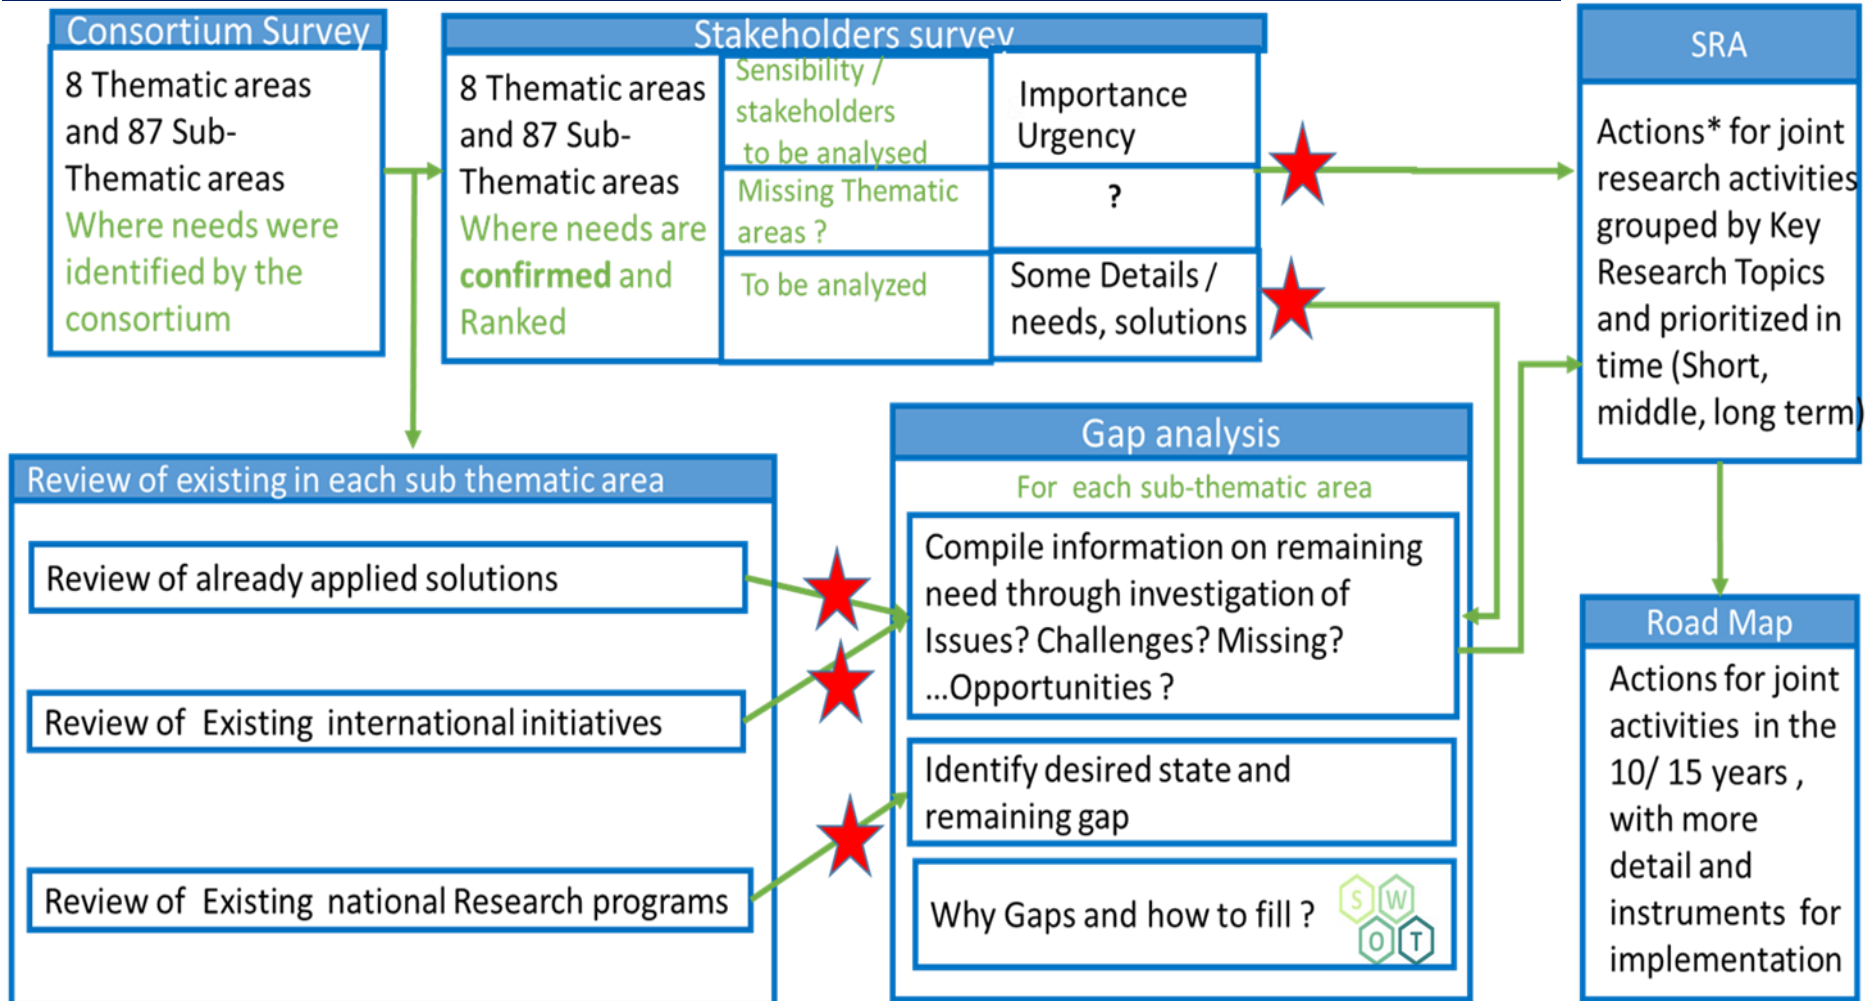 Consortium Survey
8 Thematic areas
and 87 Sub-
Thematic areas
Where needs were
identified by the
consortium
Stakeholders survey
8 Thematic areas
and 87 Sub-
Thematic areas
Where needs are
confirmed and
Ranked
Sensibility /
stakeholders
to be analysed
Importance
Urgency
Missing Thematic
areas ?
?
To be analyzed
Some Details /
needs, solutions
SRA
Actions* for joint
research activities
grouped by Key
Research Topics
and prioritized in
time (Short,
middle, long term)
Review of existing in each sub thematic area
Review of already applied solutions
Review of Existing international initiatives
Review of Existing national Research programs
Gap analysis
For each sub-thematic area
Compile information on remaining
need through investigation of
Issues? Challenges? Missing?
...Opportunities ?
Identify desired state and
remaining gap
Why Gaps and how to fill ?
S W
O T
Road Map
Actions for joint
activities in the
10/ 15 years ,
with more
detail and
instruments for
implementation